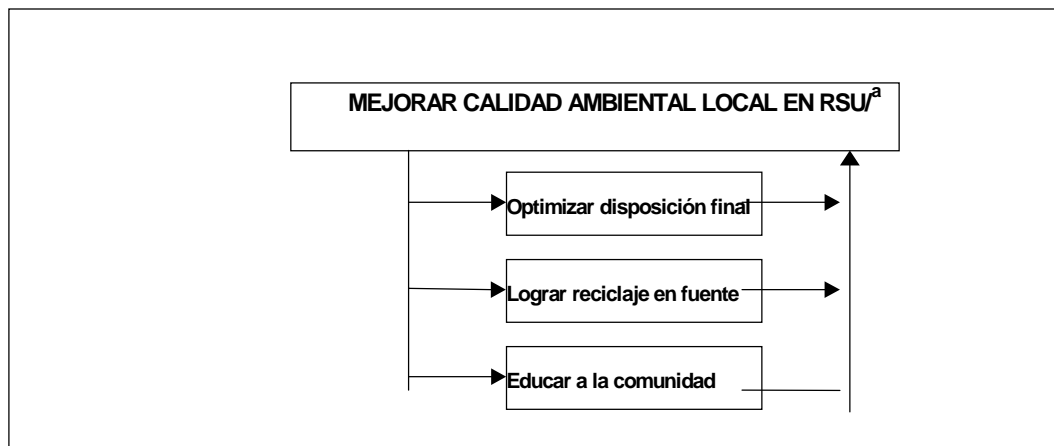 MEJORAR CALIDAD AMBIENTAL LOCAL EN RSU/a
Optimizar disposición final
Lograr reciclaje en fuente
Educar a la comunidad